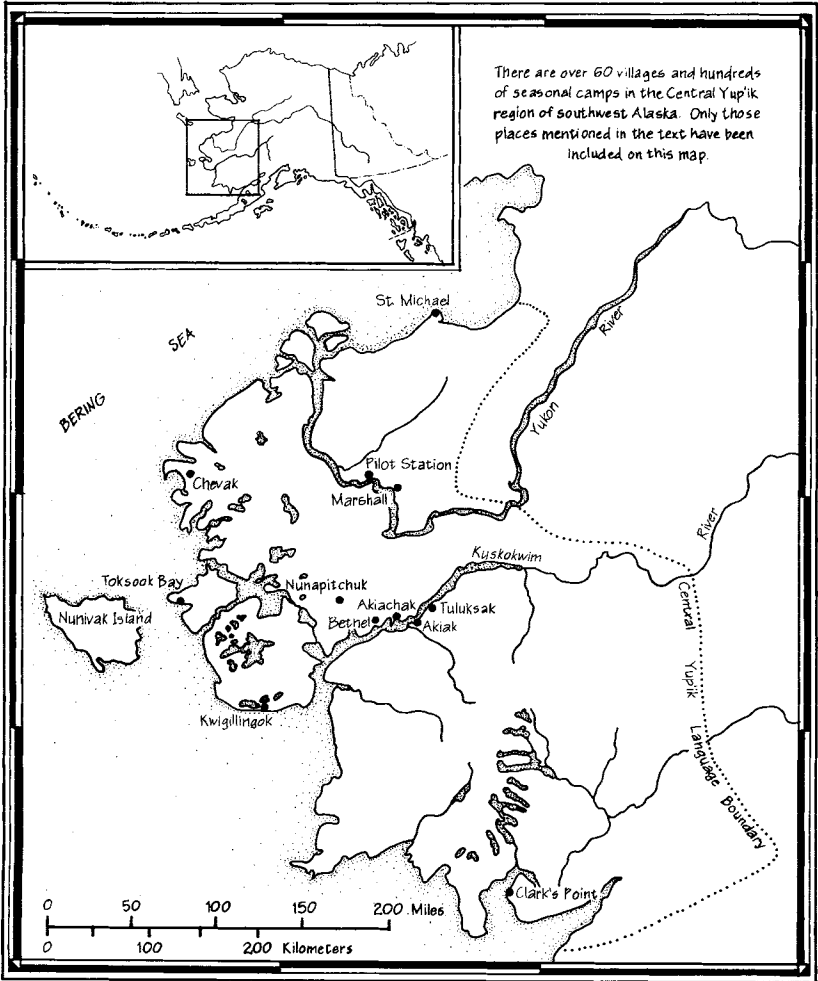 There are over 60 villages and hundreds
of seasonal camps in the Central Yup'ik
region of southwest Alaska. Only those
places mentioned in the text have been
included on this map.
St. Michael
BERING SEA
Yukon River
Pilot Station
Chevak
Marshall
Kuskokwim River
Toksook Bay
Nunapitchuk
Nunivak Island
Akiachak
Tuluksak
Bethel
Akiak
Kwigillingok
Central Yup'ik Language Boundary
Clark's Point
0 50 100 150 200 Miles
0 100 200 Kilometers